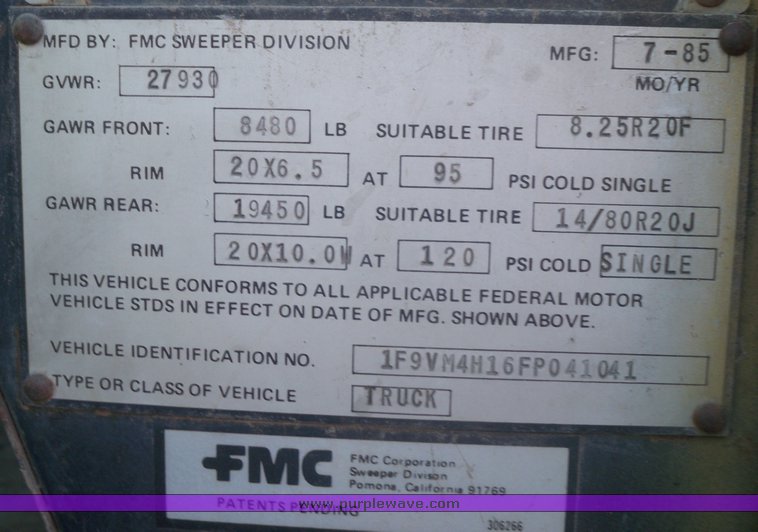 MFD BY: FMC SWEEPER DIVISION MFG: 7-85
MO/YR
GVWR: 27930
GAWR FRONT: 8480 LB SUITABLE TIRE 8.25R20F
RIM 20X6.5 AT 95 PSI COLD SINGLE
GAWR REAR: 19450 LB SUITABLE TIRE 14/80R20J
RIM 20X10.0W AT 120 PSI COLD SINGLE
THIS VEHICLE CONFORMS TO ALL APPLICABLE FEDERAL MOTOR
VEHICLE STDS IN EFFECT ON DATE OF MFG. SHOWN ABOVE.
VEHICLE IDENTIFICATION NO. 1F9VM4H16FP041041
TYPE OR CLASS OF VEHICLE TRUCK
FMC
FMC Corporation
Sweeper Divison
Pomona, California 91769
www.purplewave.com
PATENTS PENDING
306266